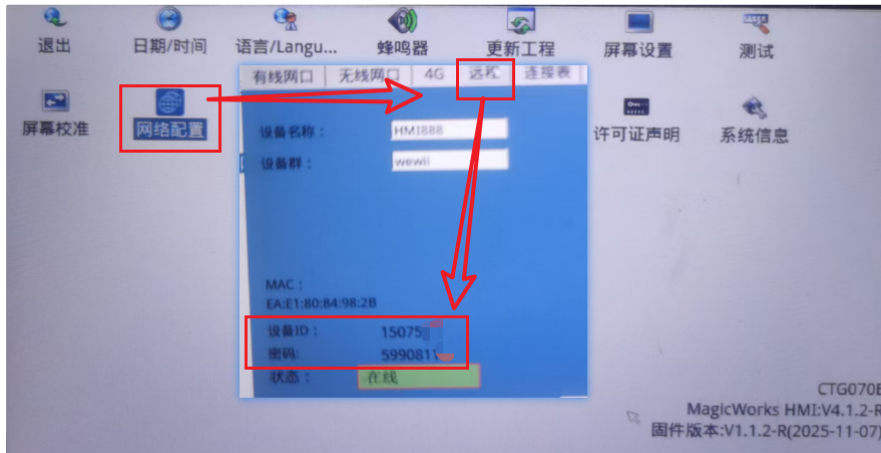 退出
日期/时间
语言/Langu...
蜂鸣器
更新工程
屏幕设置
测试
有线网口
无线网口
4G
远程
连接表
屏幕校准
网络配置
许可证声明
系统信息
设备名称：
HMI888
设备群：
wewii
MAC：
EA:E1:80:84:98:2B
设备ID：
15075
密码:
5990811
状态：
在线
CTG070E
MagicWorks HMI:V4.1.2-R
固件版本:V1.1.2-R(2025-11-07)